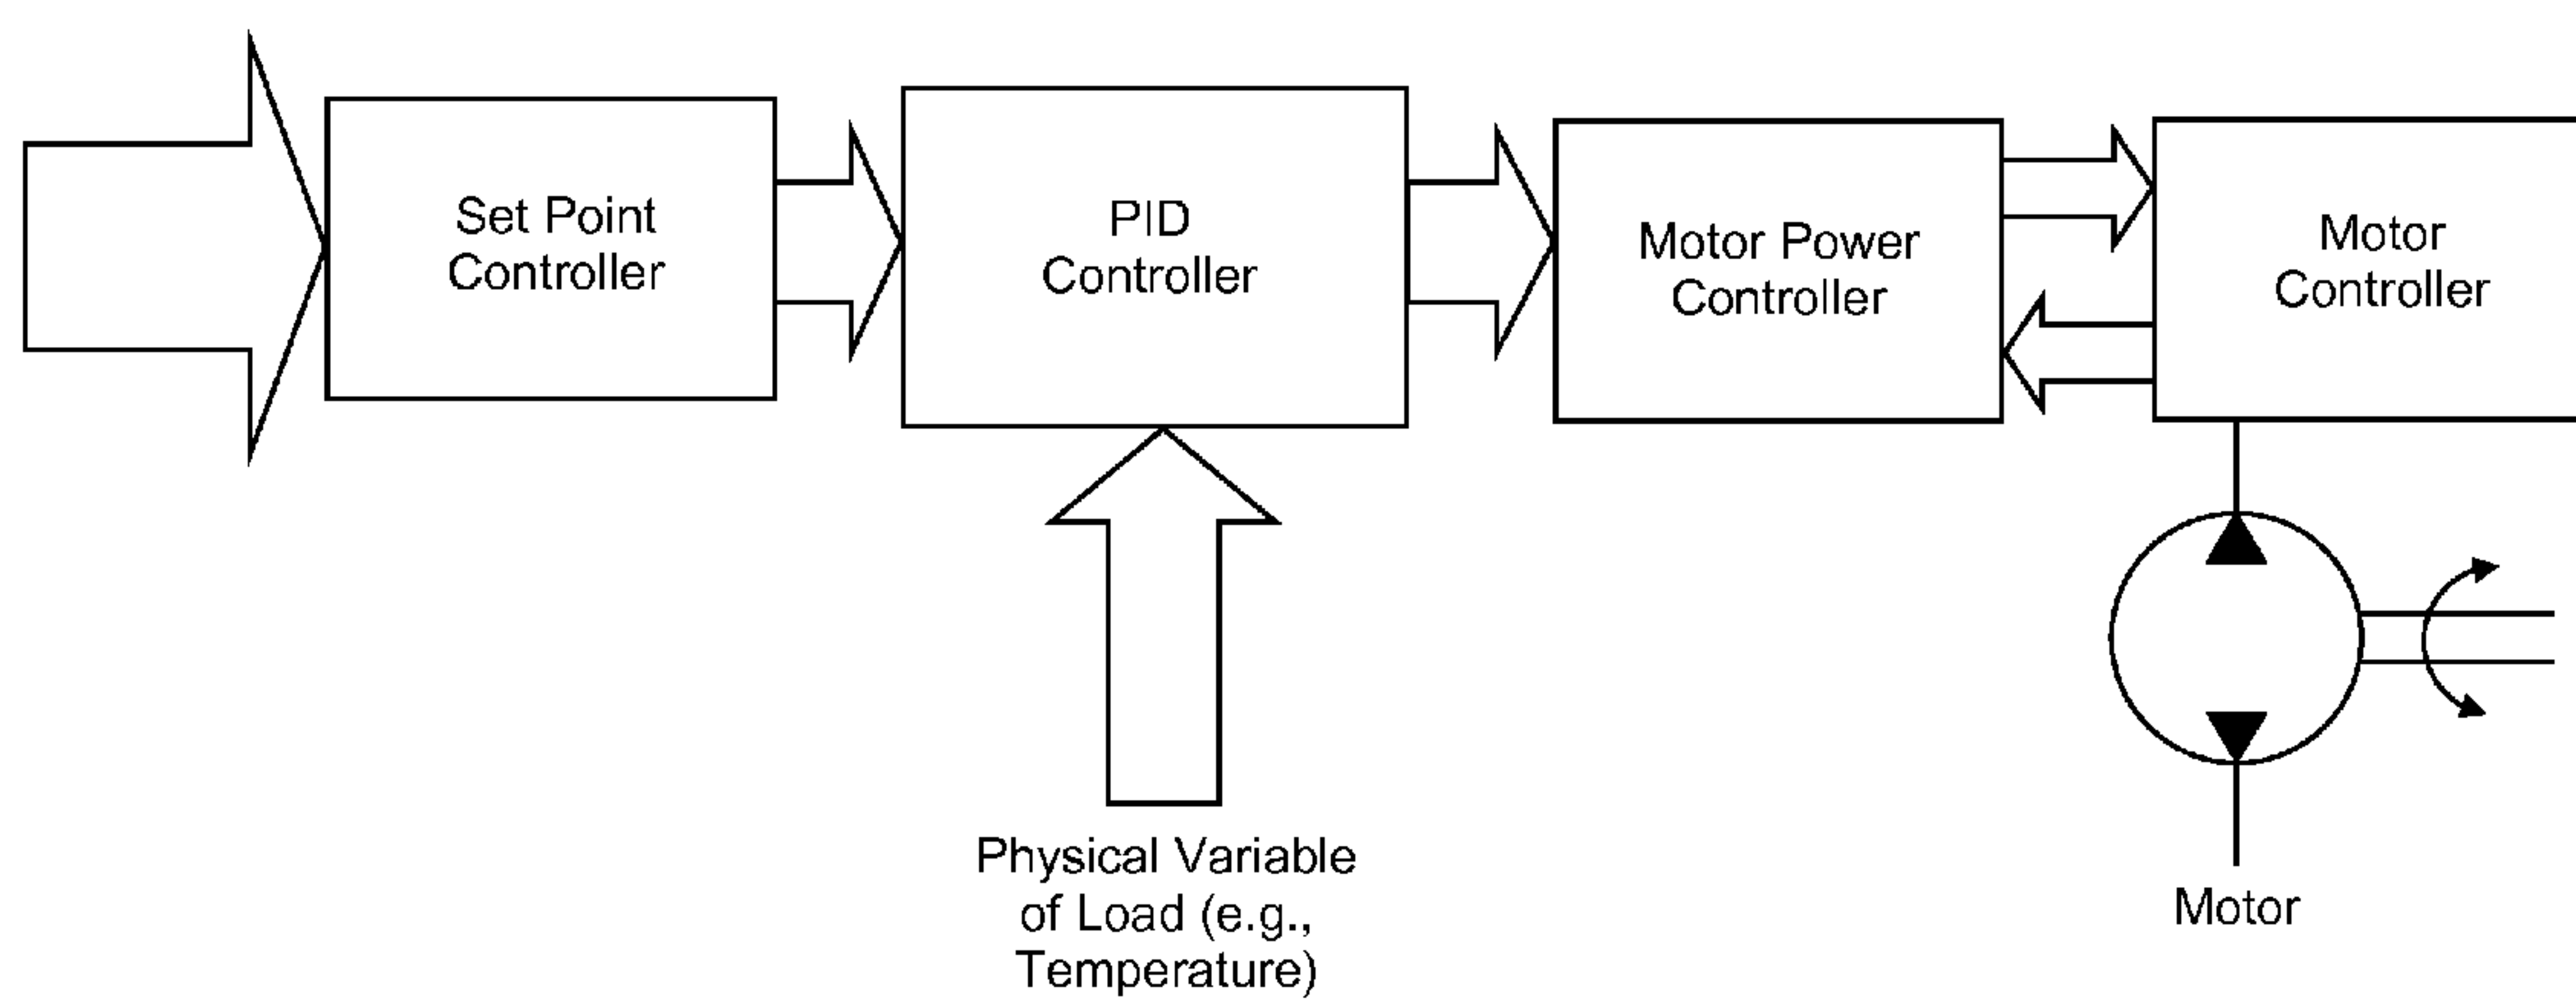 Set Point
Controller
PID
Controller
Motor Power
Controller
Motor
Controller
Physical Variable
of Load (e.g.,
Temperature)
Motor